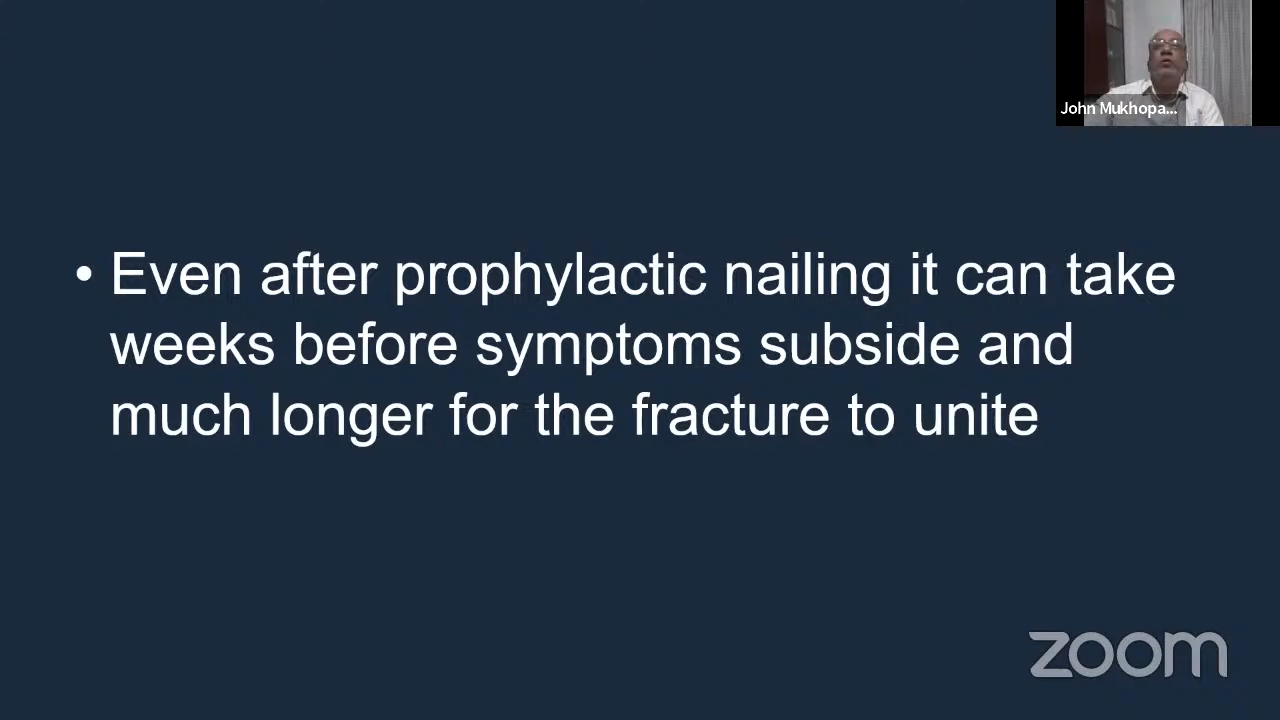 John Mukhopa...
• Even after prophylactic nailing it can take
weeks before symptoms subside and
much longer for the fracture to unite
zoom